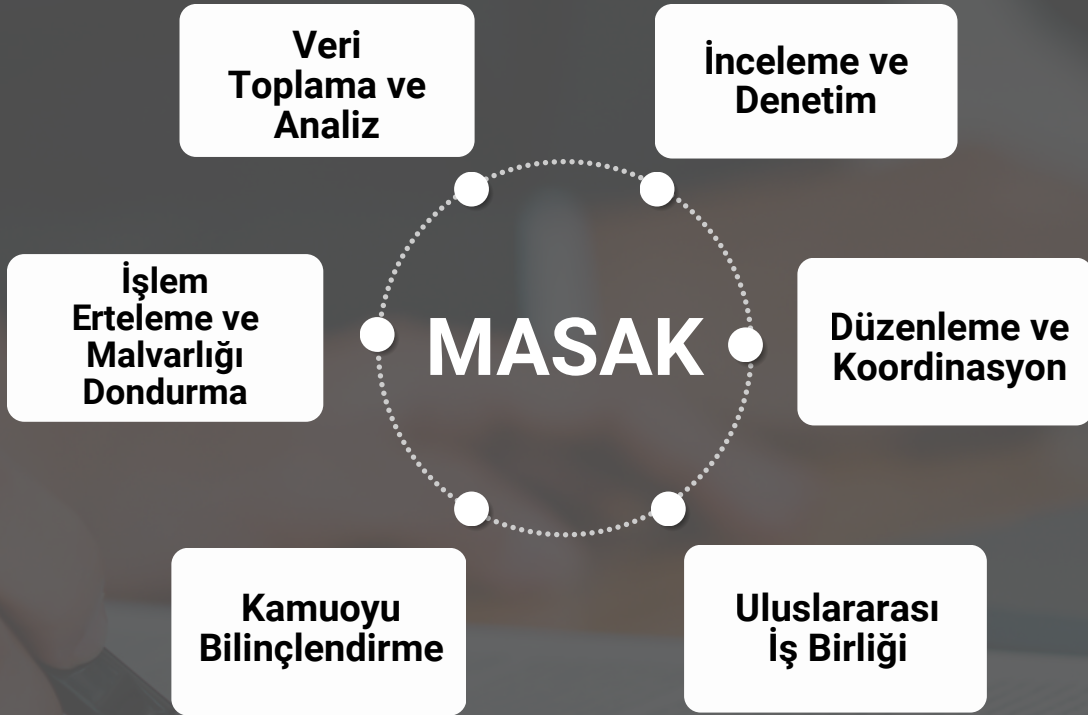 Veri
Toplama ve
Analiz
İnceleme ve
Denetim
İşlem
Erteleme ve
Malvarlığı
Dondurma
MASAK
Düzenleme ve
Koordinasyon
Kamuoyu
Bilinçlendirme
Uluslararası
İş Birliği